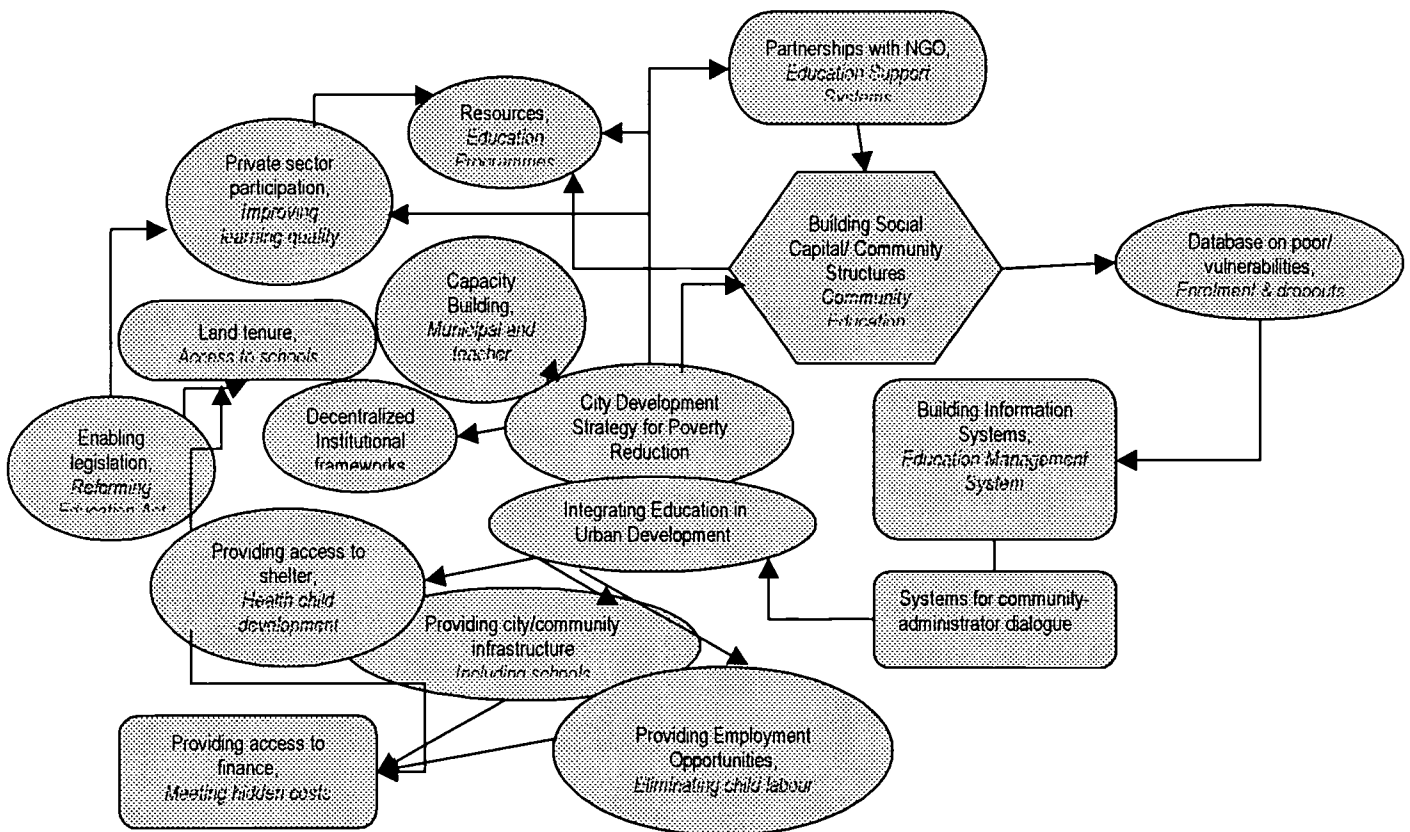 Partnerships with NGO,
Education Support
Systems
Resources,
Education
Programmes
Private sector
participation,
Improving
learning quality
Building Social
Capital/ Community
Structures
Community
Education
Database on poor/
vulnerabilities,
Enrolment & dropouts
Capacity
Building,
Municipal and
teacher
Land tenure,
Access to schools
City Development
Strategy for Poverty
Reduction
Decentralized
Institutional
frameworks
Enabling
legislation,
Reforming
Education Act
Building Information
Systems,
Education Management
System
Integrating Education in
Urban Development
Providing access to
shelter,
Health child
development
Systems for community-
administrator dialogue
Providing city/community
infrastructure
Including schools
Providing access to
finance,
Meeting hidden costs
Providing Employment
Opportunities,
Eliminating child labour